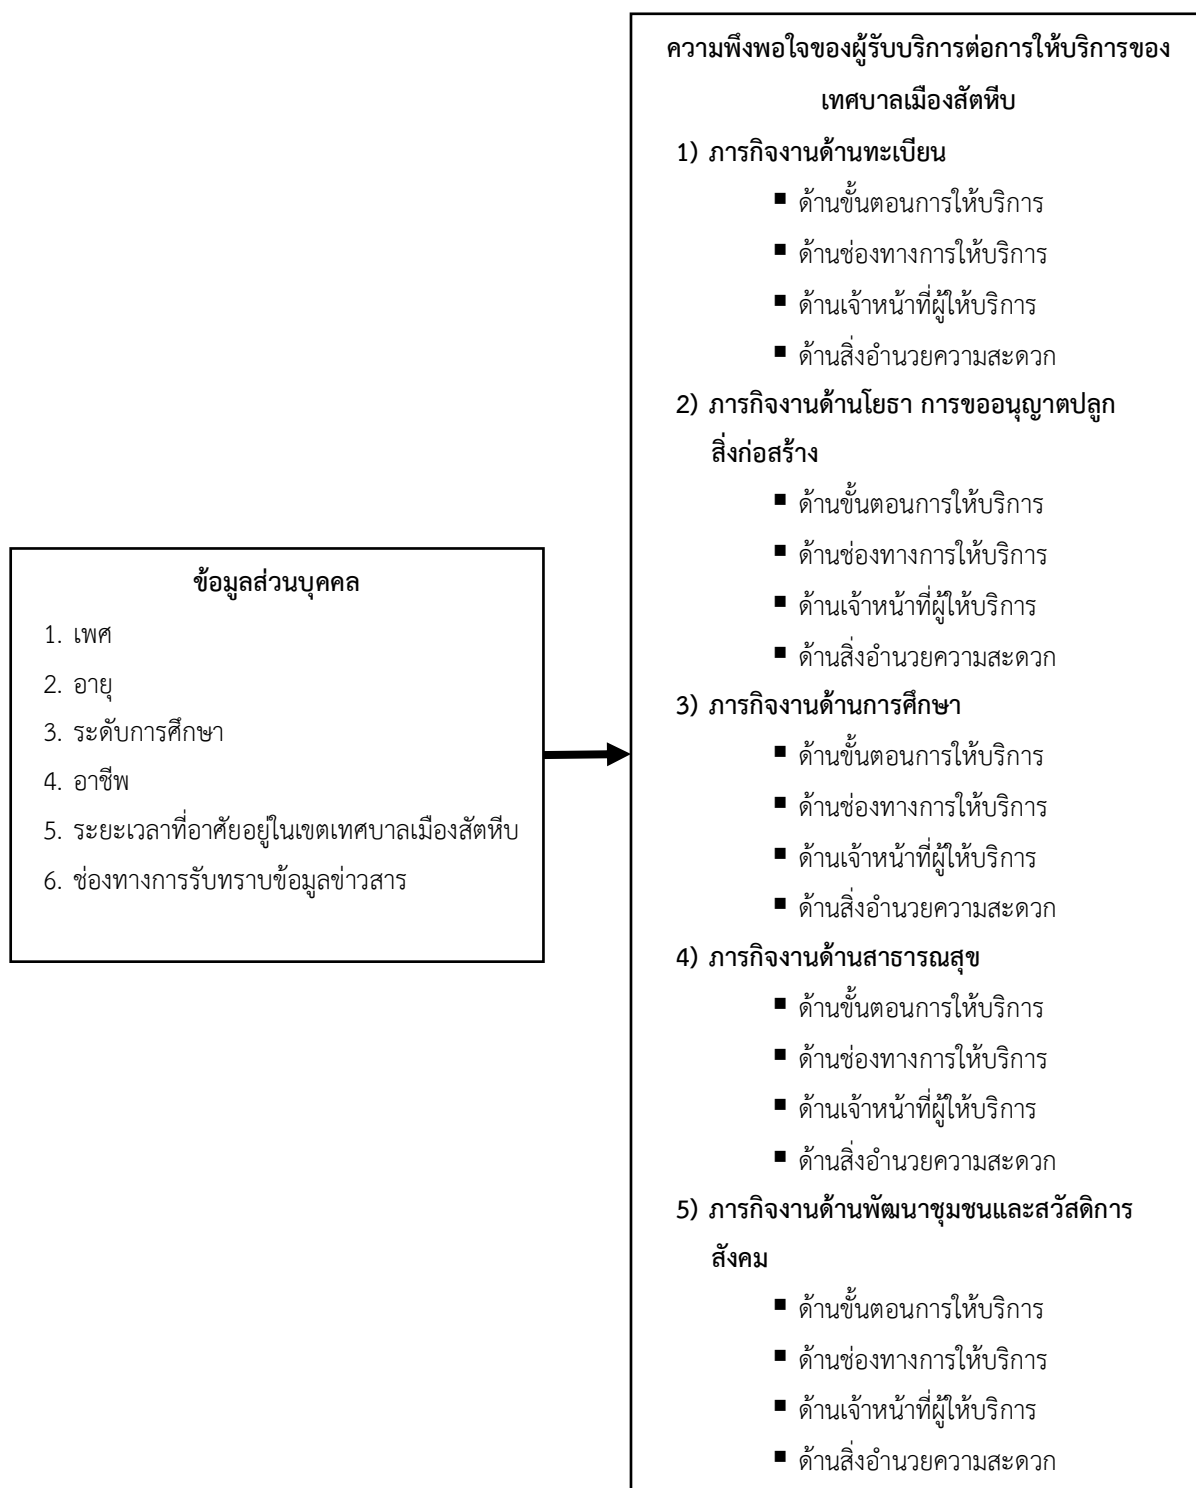 ข้อมูลส่วนบุคคล
1. เพศ
2. อายุ
3. ระดับการศึกษา
4. อาชีพ
5. ระยะเวลาที่อาศัยอยู่ในเขตเทศบาลเมืองสัตหีบ
6. ช่องทางการรับทราบข้อมูลข่าวสาร
ความพึงพอใจของผู้รับบริการต่อการให้บริการของ
เทศบาลเมืองสัตหีบ
1) ภารกิจงานด้านทะเบียน
▪ ด้านขั้นตอนการให้บริการ
▪ ด้านช่องทางการให้บริการ
▪ ด้านเจ้าหน้าที่ผู้ให้บริการ
▪ ด้านสิ่งอำนวยความสะดวก
2) ภารกิจงานด้านโยธา การขออนุญาตปลูก
สิ่งก่อสร้าง
▪ ด้านขั้นตอนการให้บริการ
▪ ด้านช่องทางการให้บริการ
▪ ด้านเจ้าหน้าที่ผู้ให้บริการ
▪ ด้านสิ่งอำนวยความสะดวก
3) ภารกิจงานด้านการศึกษา
▪ ด้านขั้นตอนการให้บริการ
▪ ด้านช่องทางการให้บริการ
▪ ด้านเจ้าหน้าที่ผู้ให้บริการ
▪ ด้านสิ่งอำนวยความสะดวก
4) ภารกิจงานด้านสาธารณสุข
▪ ด้านขั้นตอนการให้บริการ
▪ ด้านช่องทางการให้บริการ
▪ ด้านเจ้าหน้าที่ผู้ให้บริการ
▪ ด้านสิ่งอำนวยความสะดวก
5) ภารกิจงานด้านพัฒนาชุมชนและสวัสดิการ
สังคม
▪ ด้านขั้นตอนการให้บริการ
▪ ด้านช่องทางการให้บริการ
▪ ด้านเจ้าหน้าที่ผู้ให้บริการ
▪ ด้านสิ่งอำนวยความสะดวก